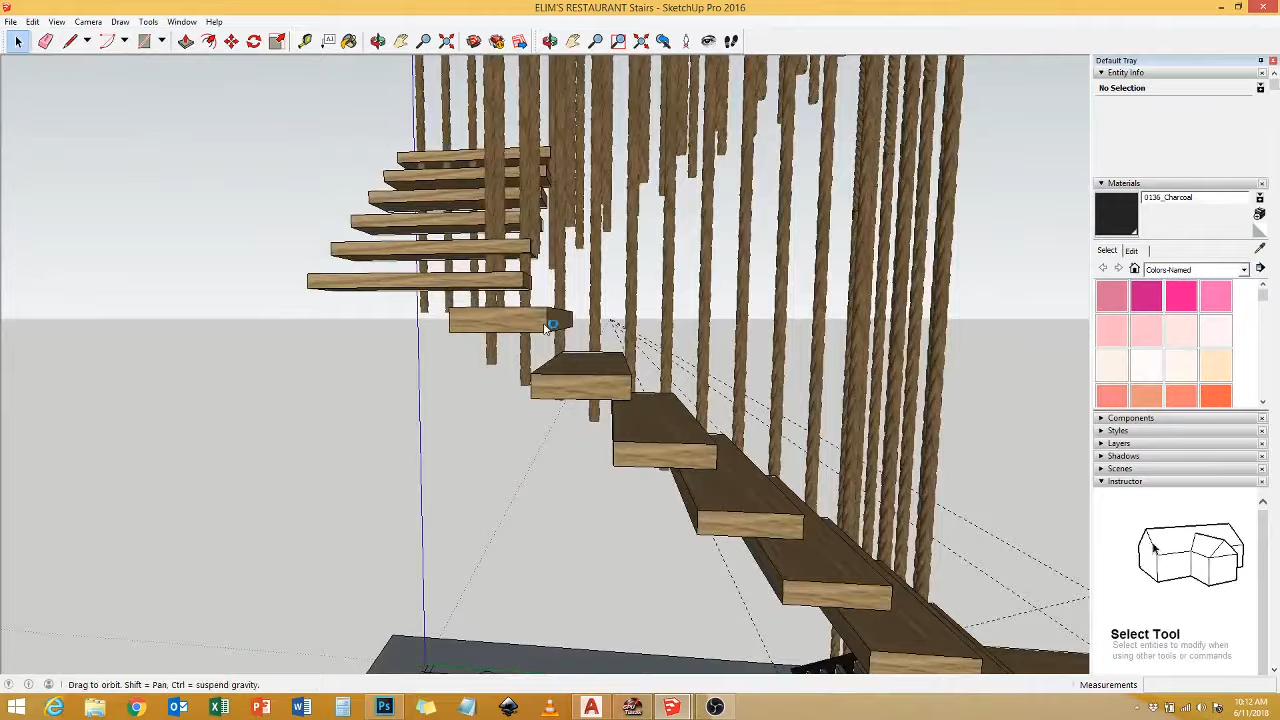 ELIM'S RESTAURANT Stairs - SketchUp Pro 2016
File Edit View Camera Draw Tools Window Help
Default Tray
Entity Info
No Selection
Materials
0136_Charcoal
Select Edit
Colors-Named
Components
Styles
Layers
Shadows
Scenes
Instructor
Select Tool
Select entities to modify when
using other tools or commands
Drag to orbit. Shift = Pan, Ctrl = suspend gravity.
Measurements
10:12 AM
6/11/2018